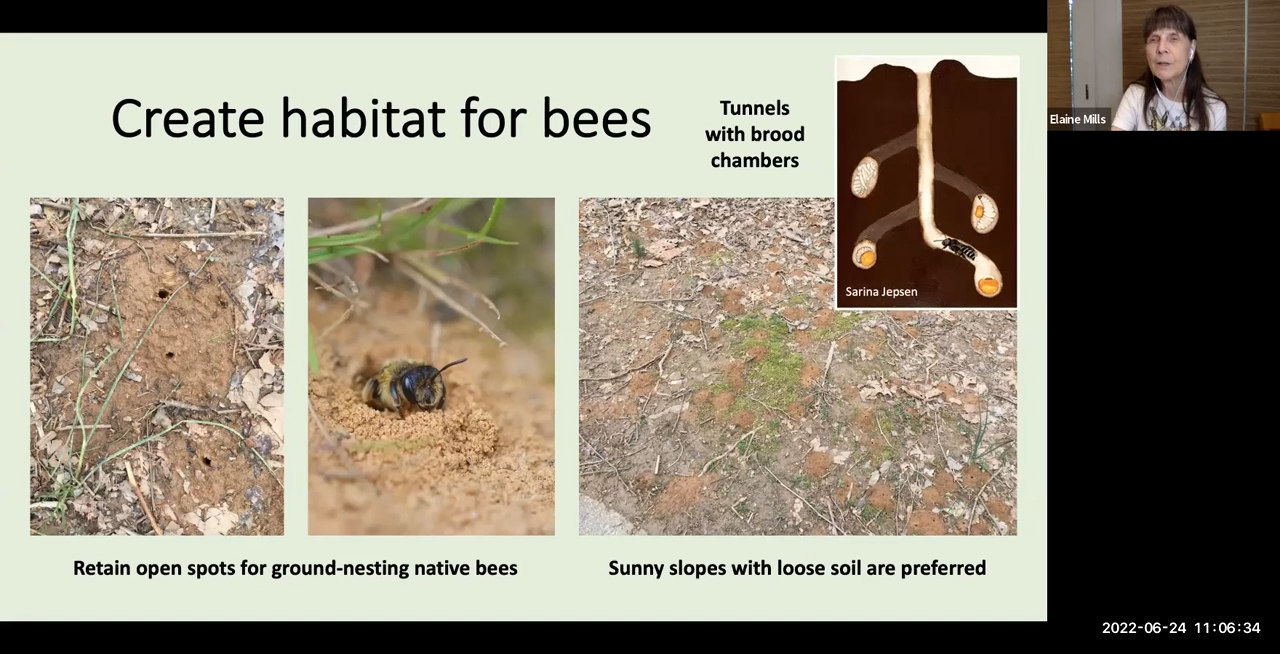 Create habitat for bees
Tunnels
with brood
chambers
Sarina Jepsen
Elaine Mills
Retain open spots for ground-nesting native bees
Sunny slopes with loose soil are preferred
2022-06-24 11:06:34